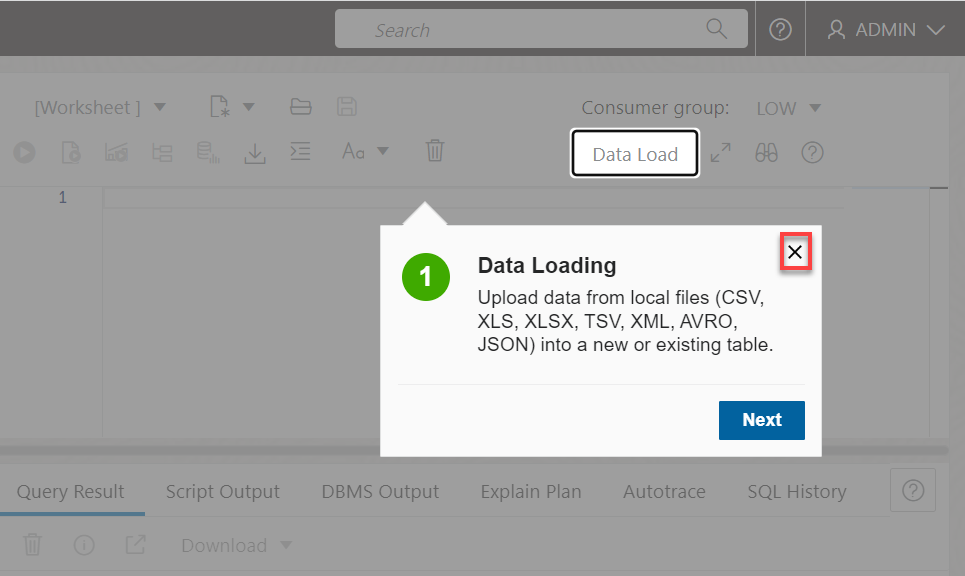 Search
ADMIN
[Worksheet ]
Consumer group: LOW
Aa
Data Load
1
1
Data Loading
Upload data from local files (CSV,
XLS, XLSX, TSV, XML, AVRO,
JSON) into a new or existing table.
Next
Query Result Script Output DBMS Output Explain Plan Autotrace SQL History
Download